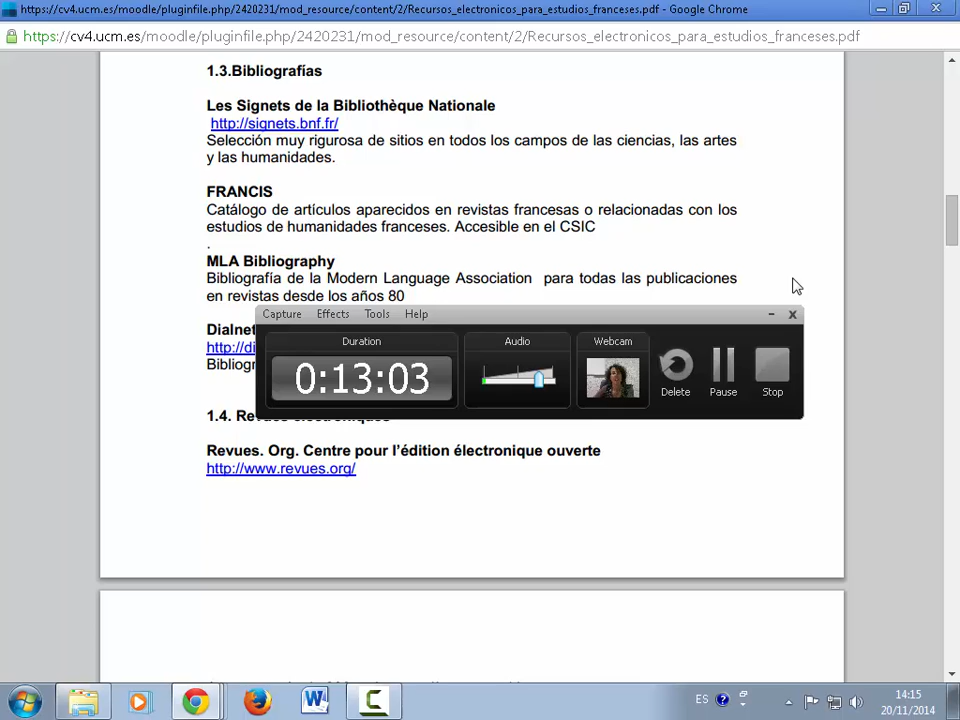 https://cv4.ucm.es/moodle/pluginfile.php/2420231/mod_resource/content/2/Recursos_electronicos_para_estudios_franceses.pdf - Google Chrome
https://cv4.ucm.es/moodle/pluginfile.php/2420231/mod_resource/content/2/Recursos_electronicos_para_estudios_franceses.pdf
1.3.Bibliografías
Les Signets de la Bibliothèque Nationale
http://signets.bnf.fr/
Selección muy rigurosa de sitios en todos los campos de las ciencias, las artes
y las humanidades.
FRANCIS
Catálogo de artículos aparecidos en revistas francesas o relacionadas con los
estudios de humanidades franceses. Accesible en el CSIC
.
MLA Bibliography
Bibliografía de la Modern Language Association para todas las publicaciones
en revistas desde los años 80
Capture Effects Tools Help
Dialnet
Duration Audio Webcam
http://di
Bibliog
0:13:03
Delete Pause Stop
1.4. Revues électroniques
Revues. Org. Centre pour l'édition électronique ouverte
http://www.revues.org/
ES
14:15
20/11/2014